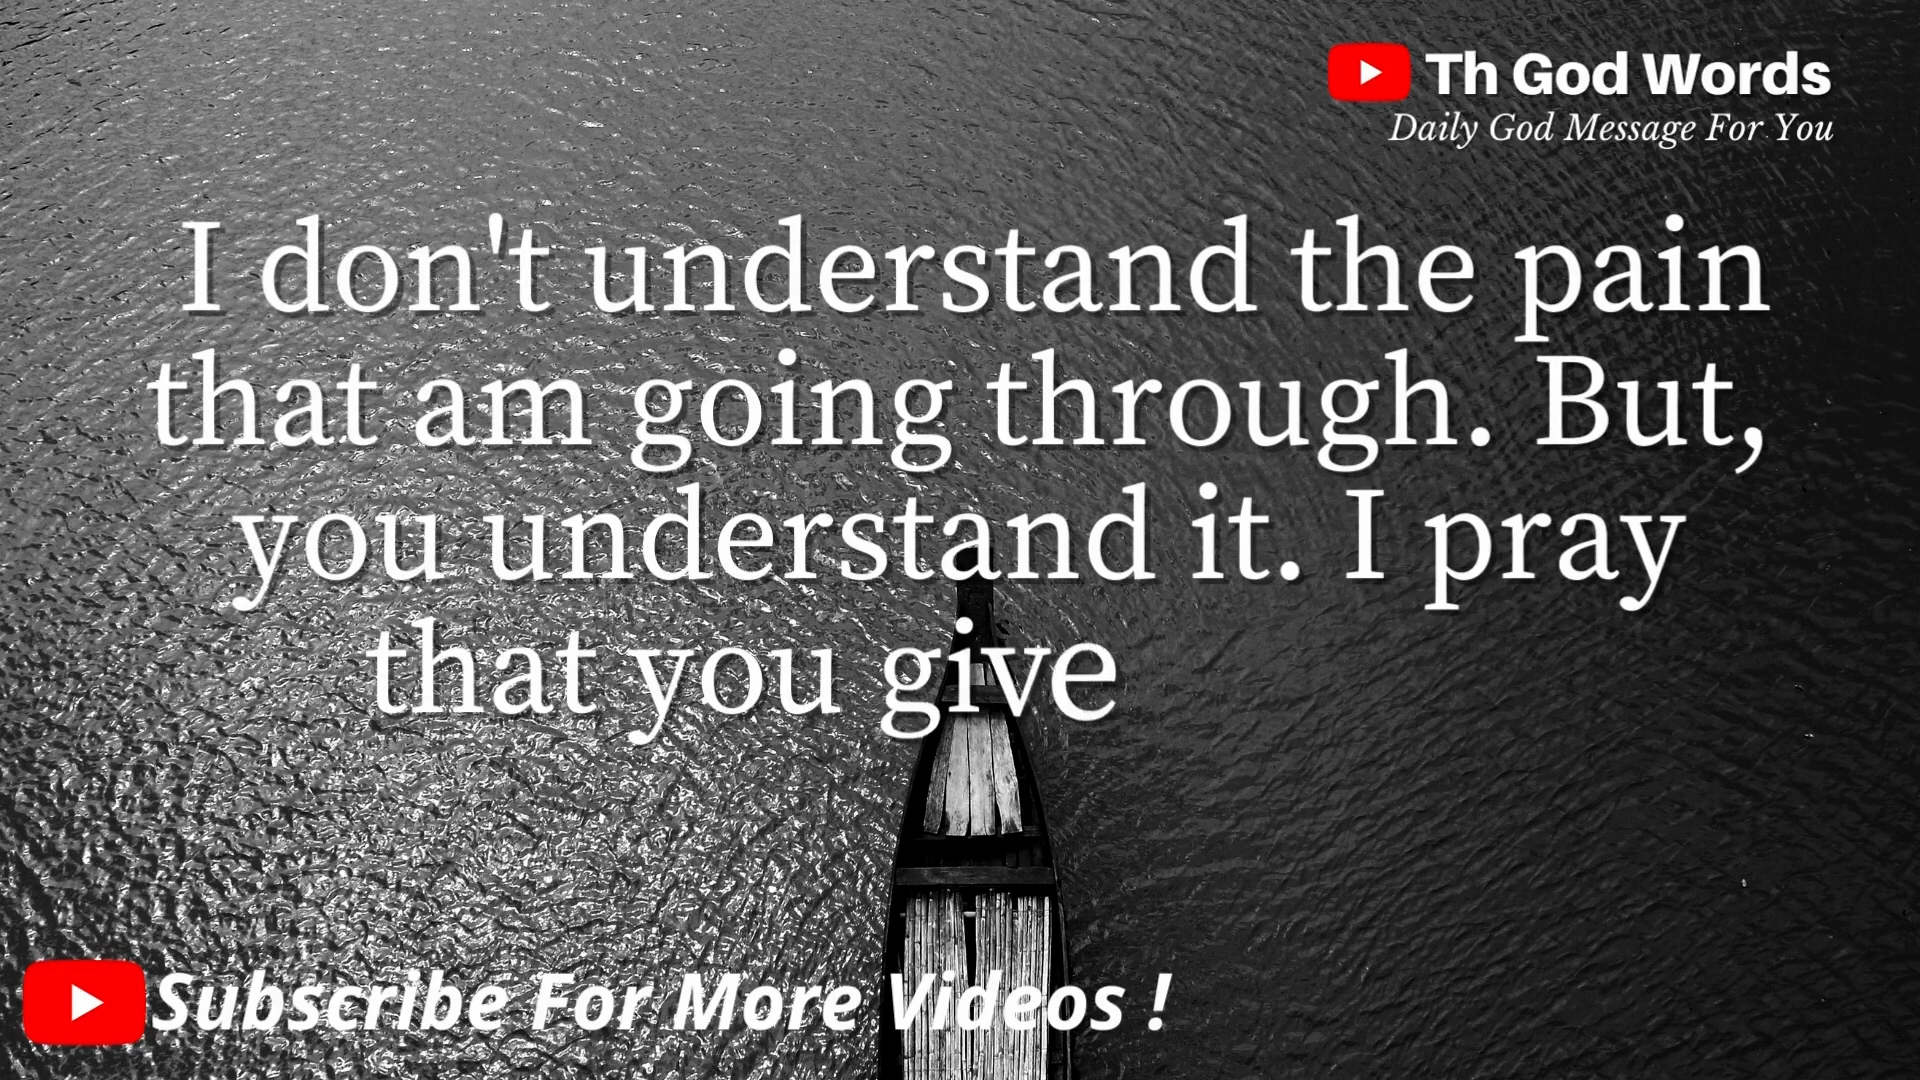 Th God Words
Daily God Message For You
I don't understand the pain
that am going through. But,
you understand it. I pray
that you give
Subscribe For More Videos !